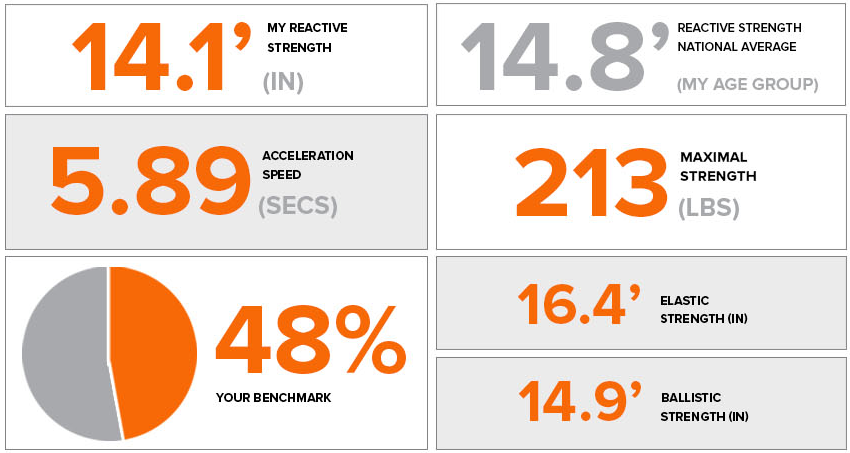 14.1’
MY REACTIVE
STRENGTH
(IN)
14.8’
REACTIVE STRENGTH
NATIONAL AVERAGE
(MY AGE GROUP)
5.89
ACCELERATION
SPEED
(SECS)
213
MAXIMAL
STRENGTH
(LBS)
48%
YOUR BENCHMARK
16.4’
ELASTIC
STRENGTH (IN)
14.9’
BALLISTIC
STRENGTH (IN)